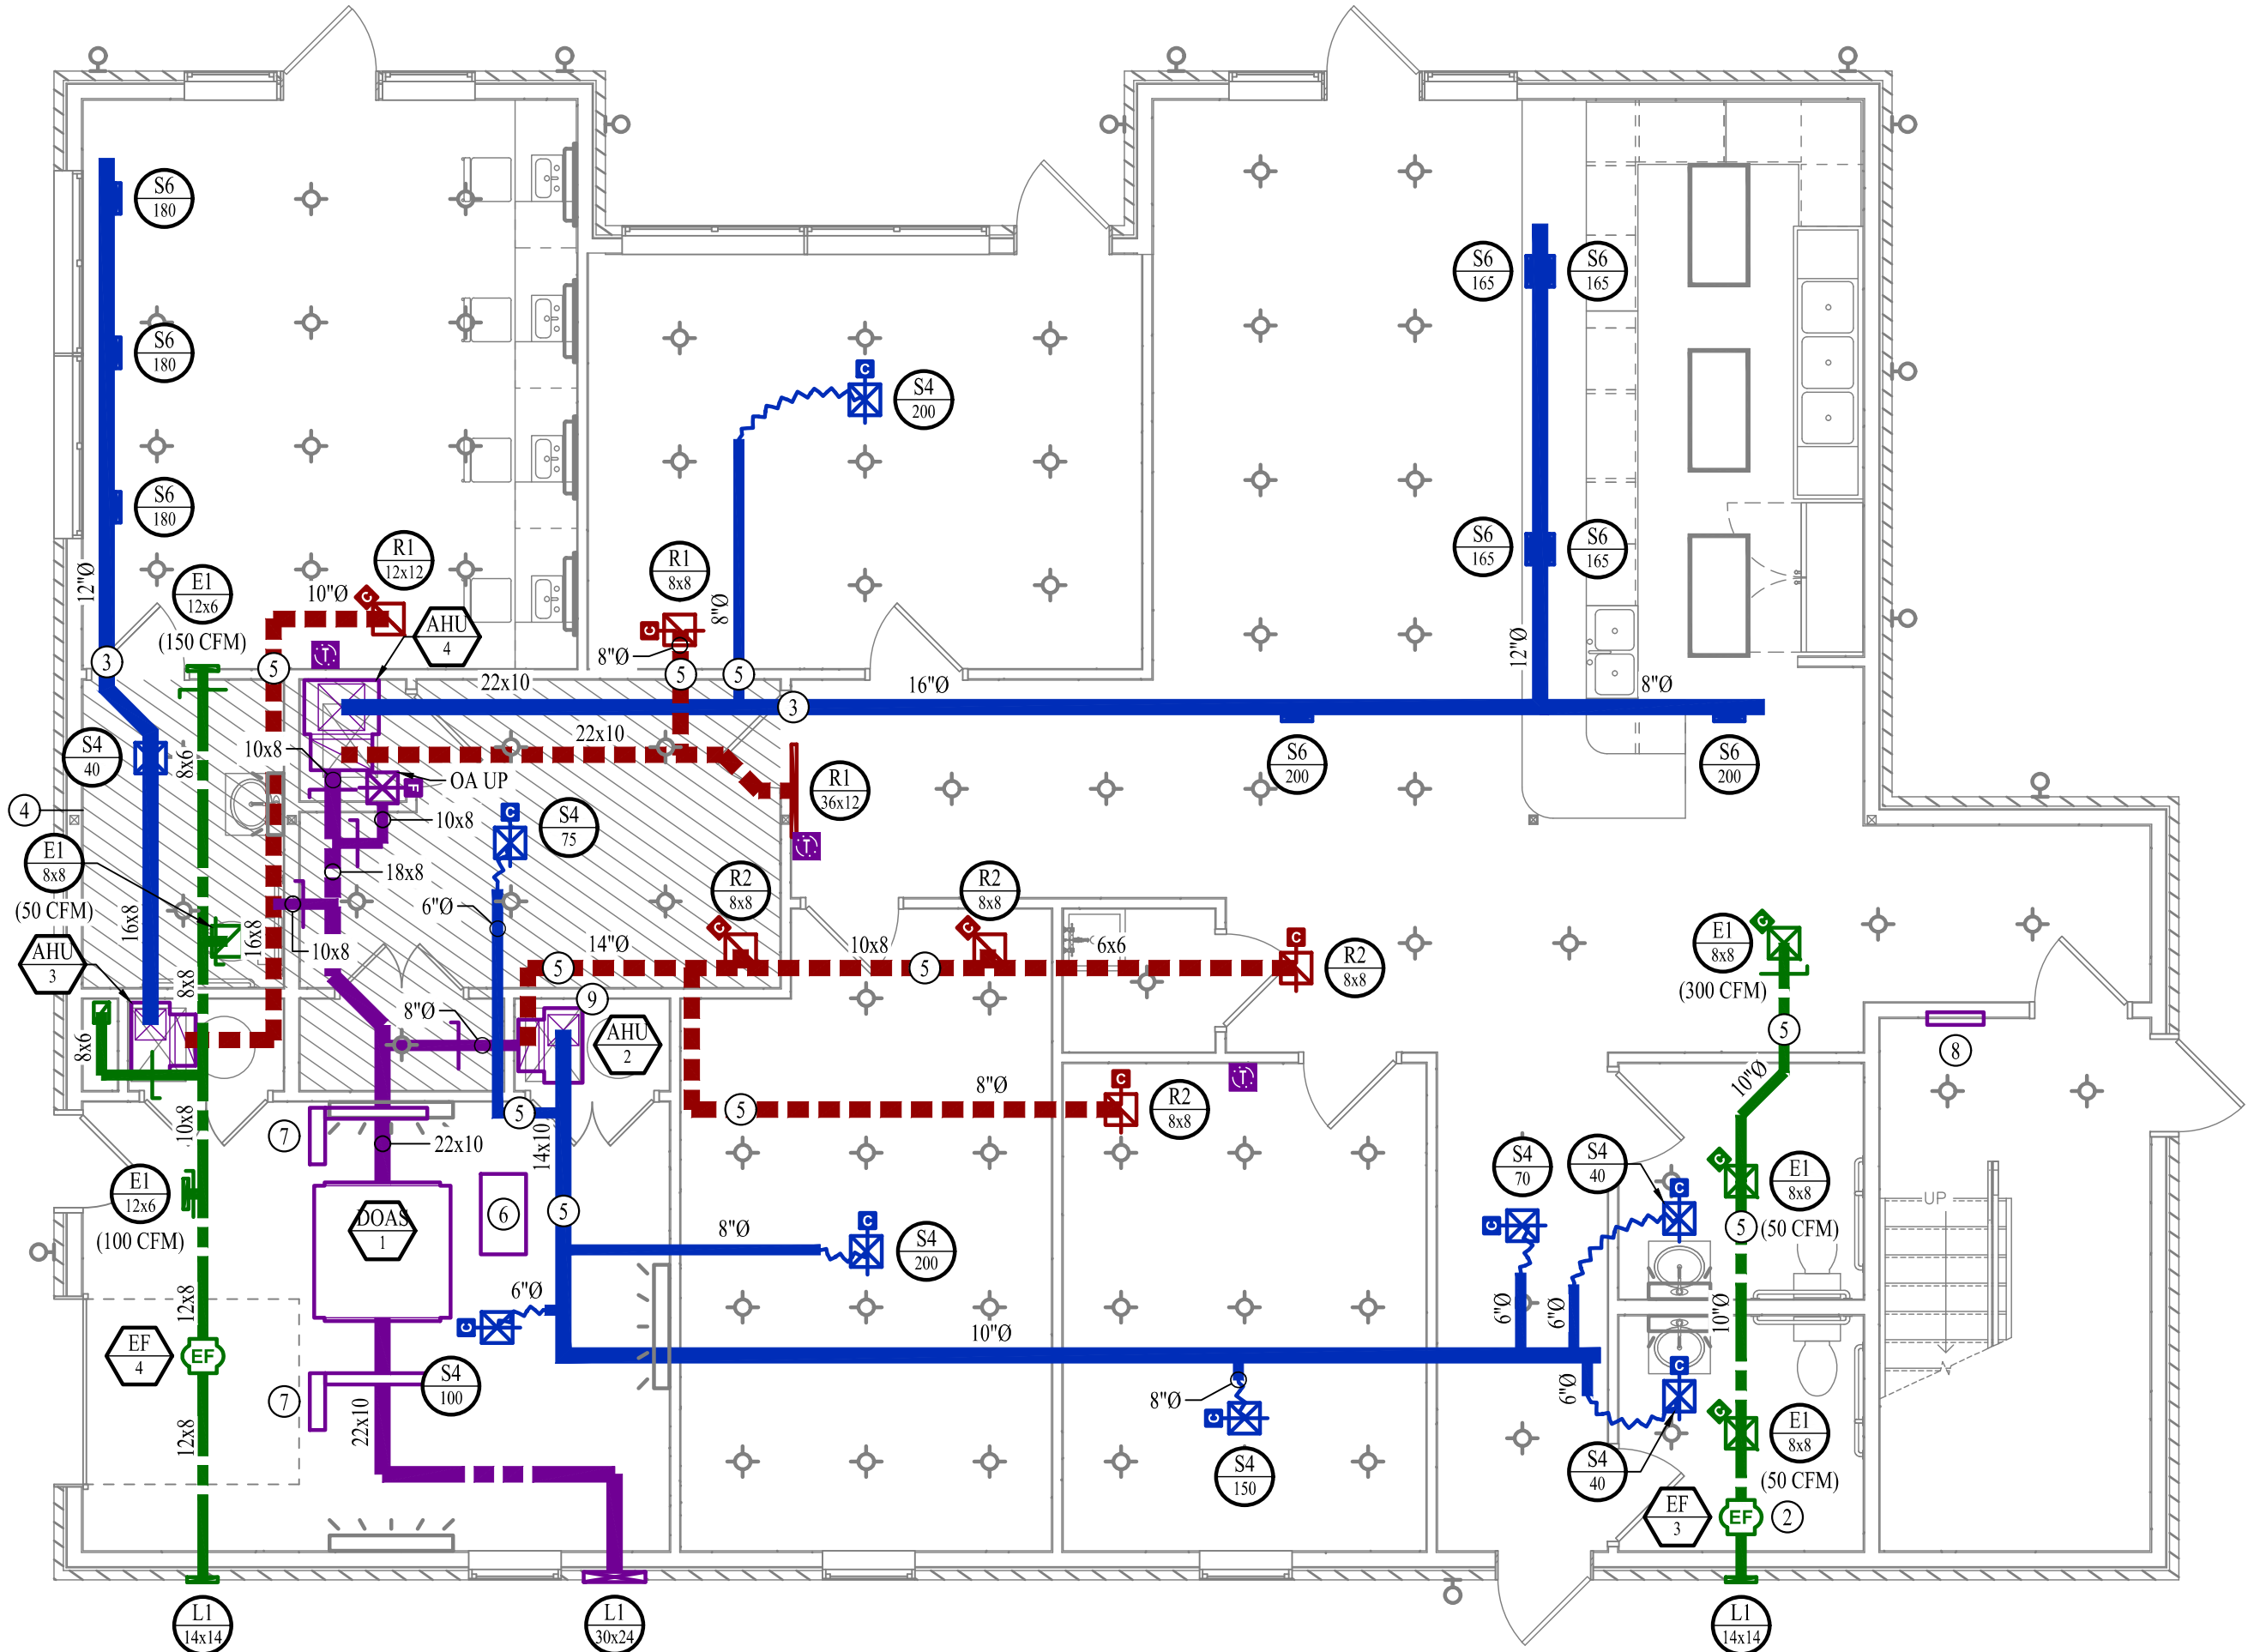 S6
180
S6
165
S6
165
S6
180
C
S4
200
S6
180
S6
165
S6
165
R1
12x12
12"Ø
E1
12x6
(150 CFM)
10"Ø
C
R1
8x8
C
8"Ø
8"Ø
AHU
4
T
12"Ø
3
5
5
5
22x10
16"Ø
3
8"Ø
22x10
S4
40
8x6
10x8
OA UP
F
S6
200
S6
200
R1
36x12
4
10x8
C
S4
75
T
E1
8x8
(50 CFM)
18x8
R2
8x8
R2
8x8
C
C
C
6"Ø
16x8
16x8
10x8
14"Ø
10x8
6x6
C
R2
8x8
E1
8x8
(300 CFM)
AHU
3
5
5
8x8
9
8"Ø
AHU
2
5
8
8x6
T
10"Ø
8"Ø
C
5
5
R2
8x8
10x8
7
22x10
14x10
E1
12x6
(100 CFM)
S4
70
S4
40
C
C
E1
8x8
(50 CFM)
UP
DOAS
1
6
5
5
8"Ø
C
S4
200
C
12x8
6"Ø
C
6"Ø
6"Ø
10"Ø
10"Ø
EF
4
EF
7
S4
100
8"Ø
6"Ø
C
C
C
E1
8x8
(50 CFM)
12x8
22x10
S4
150
S4
40
EF
3
EF
2
L1
14x14
L1
30x24
L1
14x14